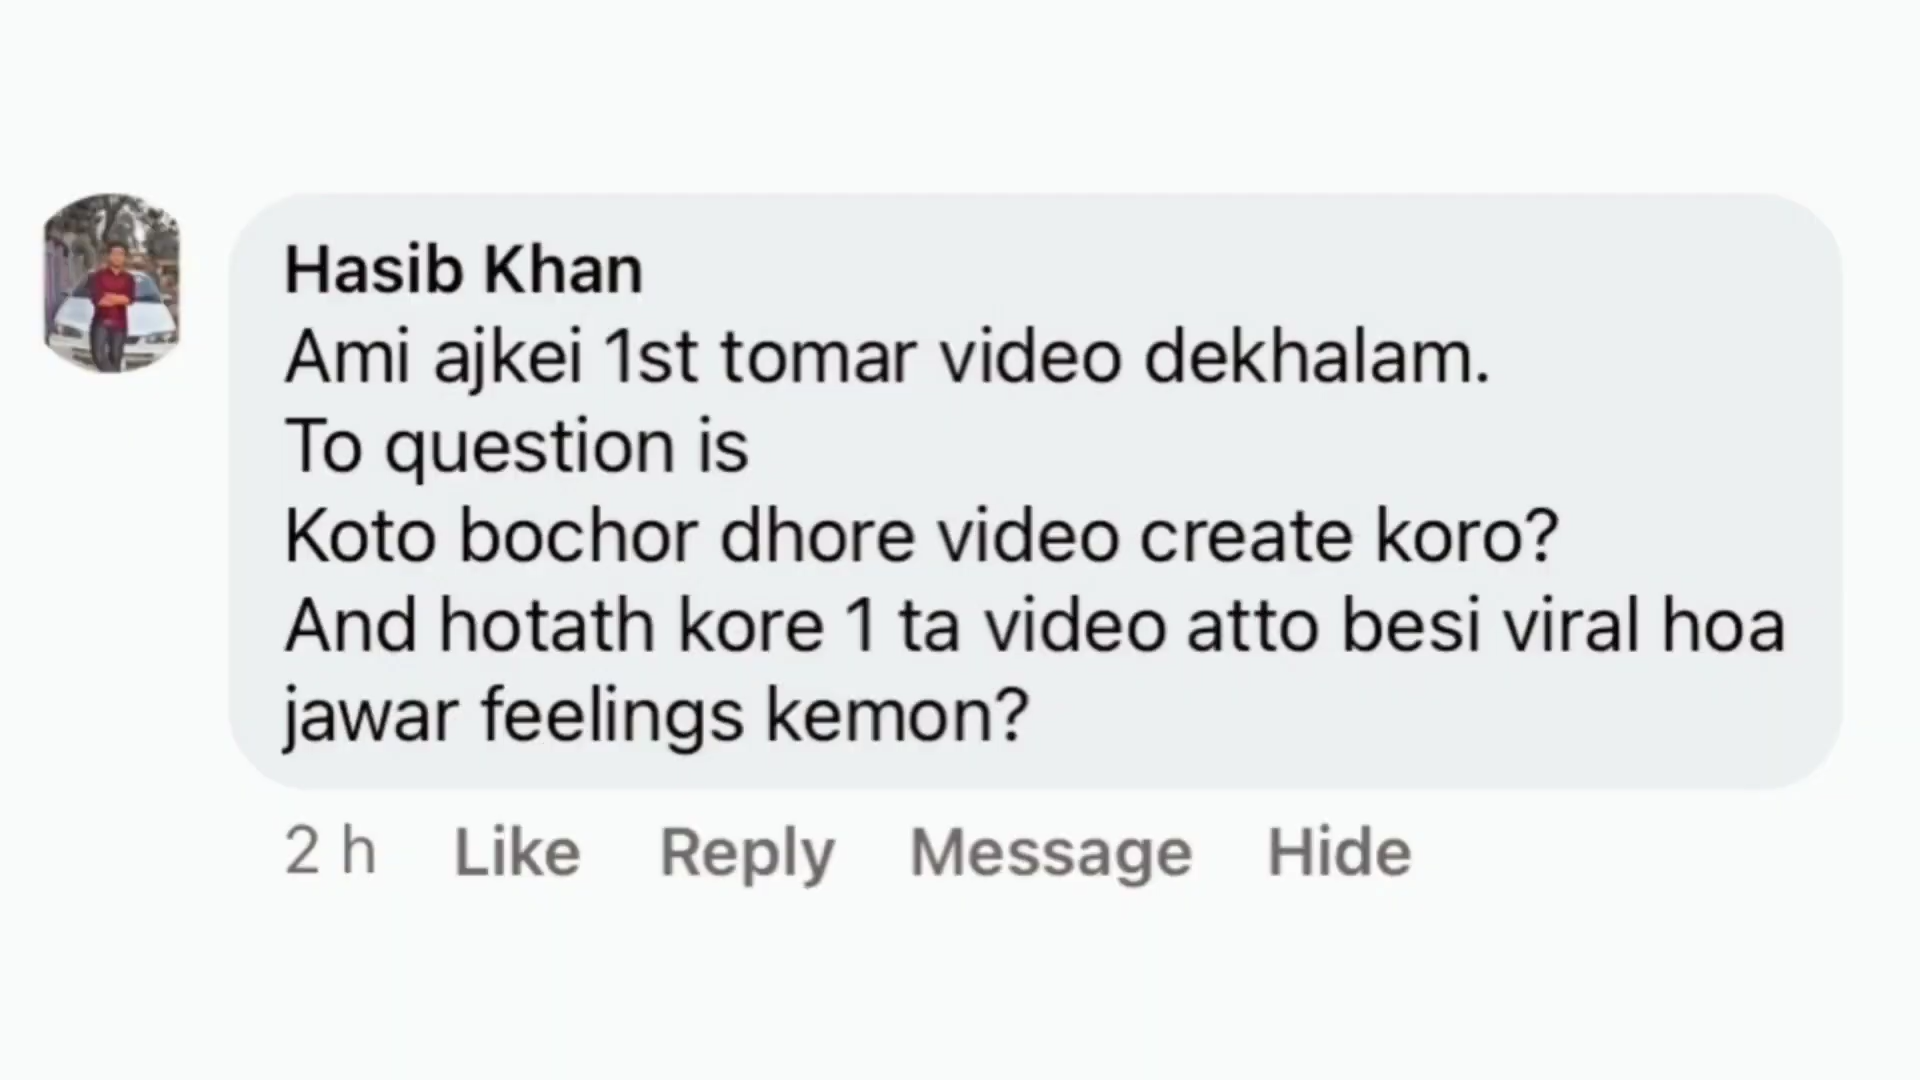 Hasib Khan
Ami ajkei 1st tomar video dekhalam.
To question is
Koto bochor dhore video create koro?
And hotath kore 1 ta video atto besi viral hoa
jawar feelings kemon?
2 h Like Reply Message Hide